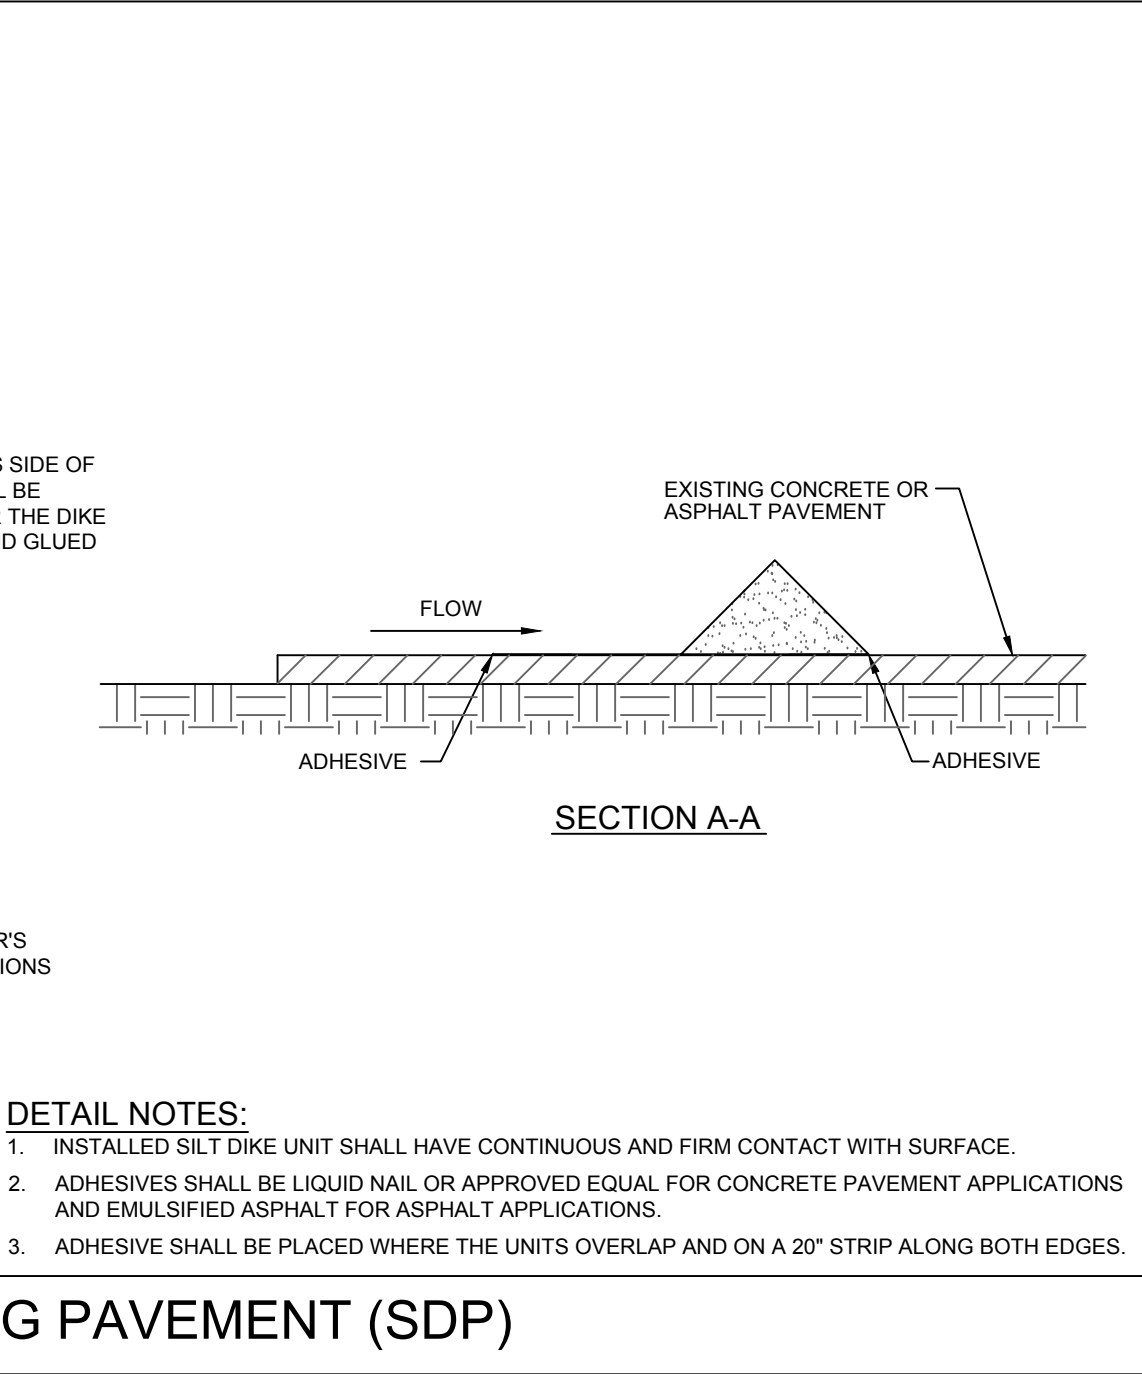 SIDE OF
BE
THE DIKE
GLUED
EXISTING CONCRETE OR
ASPHALT PAVEMENT
FLOW
ADHESIVE
ADHESIVE
SECTION A-A
DETAIL NOTES:
1. INSTALLED SILT DIKE UNIT SHALL HAVE CONTINUOUS AND FIRM CONTACT WITH SURFACE.
2. ADHESIVES SHALL BE LIQUID NAIL OR APPROVED EQUAL FOR CONCRETE PAVEMENT APPLICATIONS
AND EMULSIFIED ASPHALT FOR ASPHALT APPLICATIONS.
3. ADHESIVE SHALL BE PLACED WHERE THE UNITS OVERLAP AND ON A 20" STRIP ALONG BOTH EDGES.
G PAVEMENT (SDP)